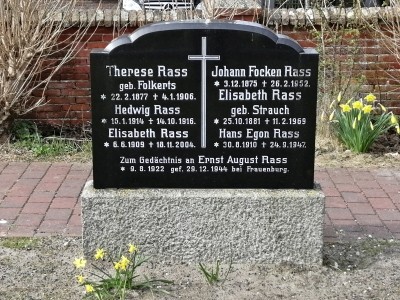 Therese Rass
geb. Folkerts
* 22.2.1877 + 4.1.1906.
Hedwig Rass
* 15.1.1914 + 14.10.1916.
Elisabeth Rass
* 6.6.1909 + 18.11.2004.
Johann Focken Rass
* 3.12.1875 + 26.2.1952.
Elisabeth Rass
geb. Strauch
* 25.10.1881 + 11.2.1969
Hans Egon Rass
* 30.8.1910 + 24.9.1947.
Zum Gedächtnis an Ernst August Rass
* 9.8.1922 gef. 29.12.1944 bei Frauenburg.